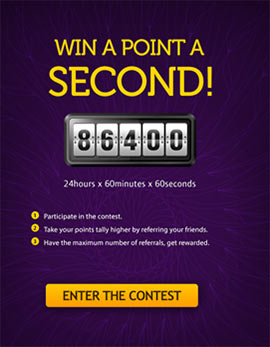 WIN A POINT A
SECOND!
86400
24hours x 60minutes x 60seconds
1 Participate in the contest.
2 Take your points tally higher by referring your friends.
3 Have the maximum number of referrals, get rewarded.
ENTER THE CONTEST